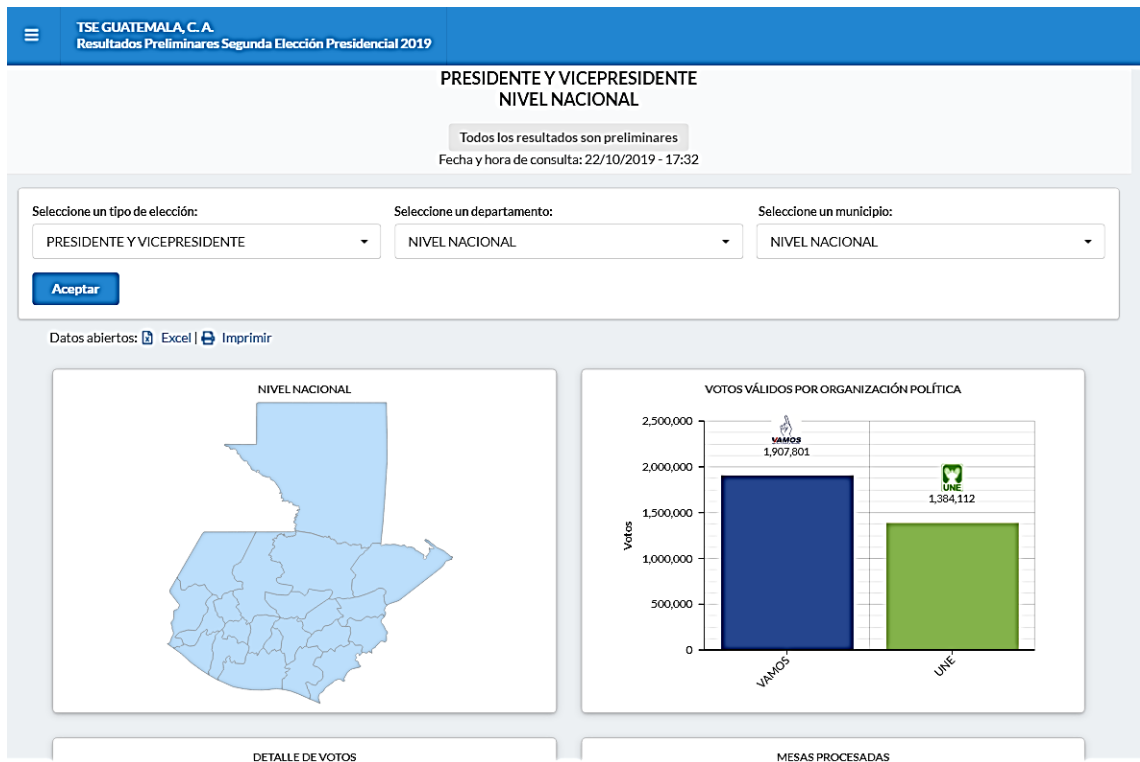 TSE GUATEMALA, C. A.
Resultados Preliminares Segunda Elección Presidencial 2019
PRESIDENTE Y VICEPRESIDENTE
NIVEL NACIONAL
Todos los resultados son preliminares
Fecha y hora de consulta: 22/10/2019 - 17:32
Seleccione un tipo de elección:
PRESIDENTE Y VICEPRESIDENTE
Seleccione un departamento:
NIVEL NACIONAL
Seleccione un municipio:
NIVEL NACIONAL
Aceptar
Datos abiertos: Excel | Imprimir
NIVEL NACIONAL
VOTOS VÁLIDOS POR ORGANIZACIÓN POLÍTICA
2,500,000
2,000,000
1,500,000
1,000,000
500,000
0
Votos
VAMOS
1,907,801
UNE
1,384,112
VAMOS
UNE
DETALLE DE VOTOS
MESAS PROCESADAS